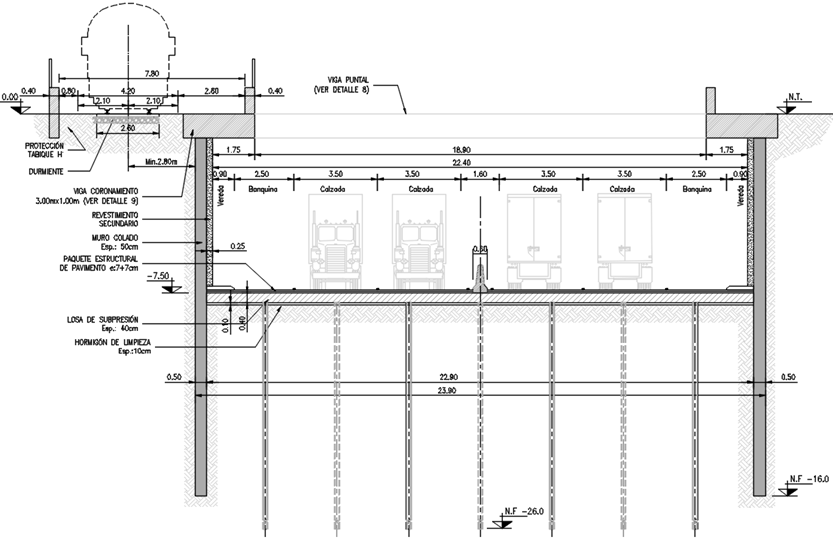 7.80
0.40
0.80
4.20
2.80
0.40
2.10
2.10
0.00
VIGA PUNTAL
(VER DETALLE 8)
N.T.
2.60
PROTECCIÓN
TABIQUE Hº
DURMIENTE
Min.2.80m
1.75
18.90
1.75
22.40
0.90
2.50
3.50
3.50
1.60
3.50
3.50
2.50
0.90
Vereda
Banquina
Calzada
Calzada
Calzada
Calzada
Banquina
Vereda
VIGA CORONAMIENTO
3.00mx1.00m (VER DETALLE 9)
REVESTIMIENTO
SECUNDARIO
MURO COLADO
Esp.: 50cm
0.25
0.60
PAQUETE ESTRUCTURAL
DE PAVIMENTO e:7+7cm
-7.50
LOSA DE SUBPRESIÓN
Esp.: 40cm
0.10
0.40
HORMIGÓN DE LIMPIEZA
Esp.:10cm
0.50
22.90
0.50
23.90
N.F -16.0
N.F -26.0